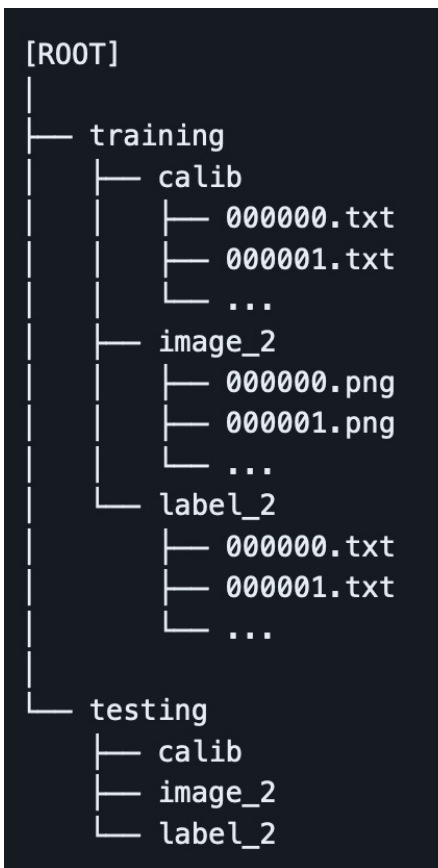 [ROOT]
│
├── training
│   ├── calib
│   │   ├── 000000.txt
│   │   ├── 000001.txt
│   │   └── ...
│   ├── image_2
│   │   ├── 000000.png
│   │   ├── 000001.png
│   │   └── ...
│   └── label_2
│       ├── 000000.txt
│       ├── 000001.txt
│       └── ...
│
└── testing
    ├── calib
    ├── image_2
    └── label_2